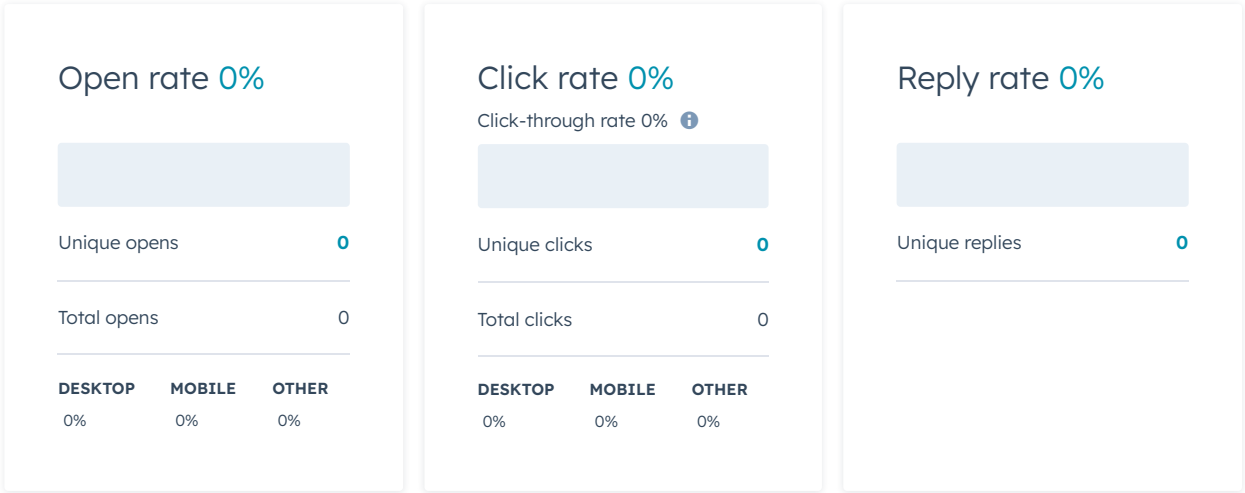 Open rate 0%
Unique opens 0
Total opens 0
DESKTOP MOBILE OTHER
0% 0% 0%
Click rate 0%
Click-through rate 0%
Unique clicks 0
Total clicks 0
DESKTOP MOBILE OTHER
0% 0% 0%
Reply rate 0%
Unique replies 0